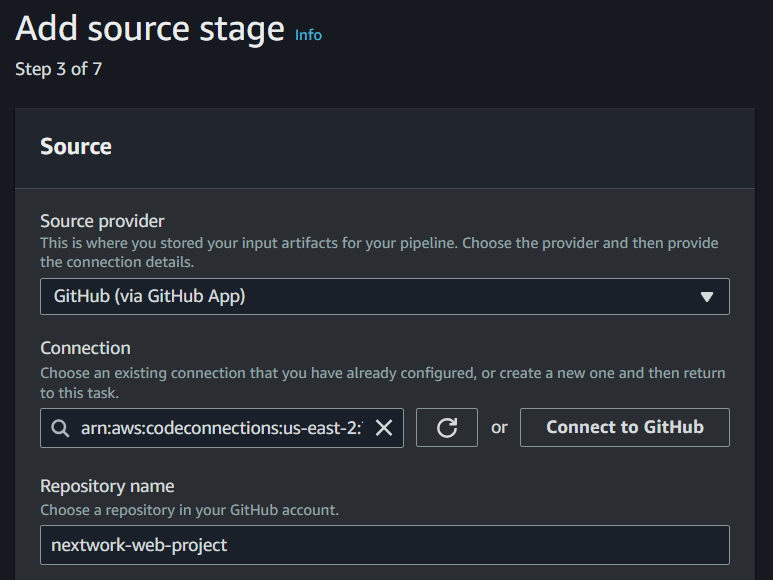 Add source stage Info
Step 3 of 7
Source
Source provider
This is where you stored your input artifacts for your pipeline. Choose the provider and then provide
the connection details.
GitHub (via GitHub App)
Connection
Choose an existing connection that you have already configured, or create a new one and then return
to this task.
arn:aws:codeconnections:us-east-2: or Connect to GitHub
Repository name
Choose a repository in your GitHub account.
nextwork-web-project